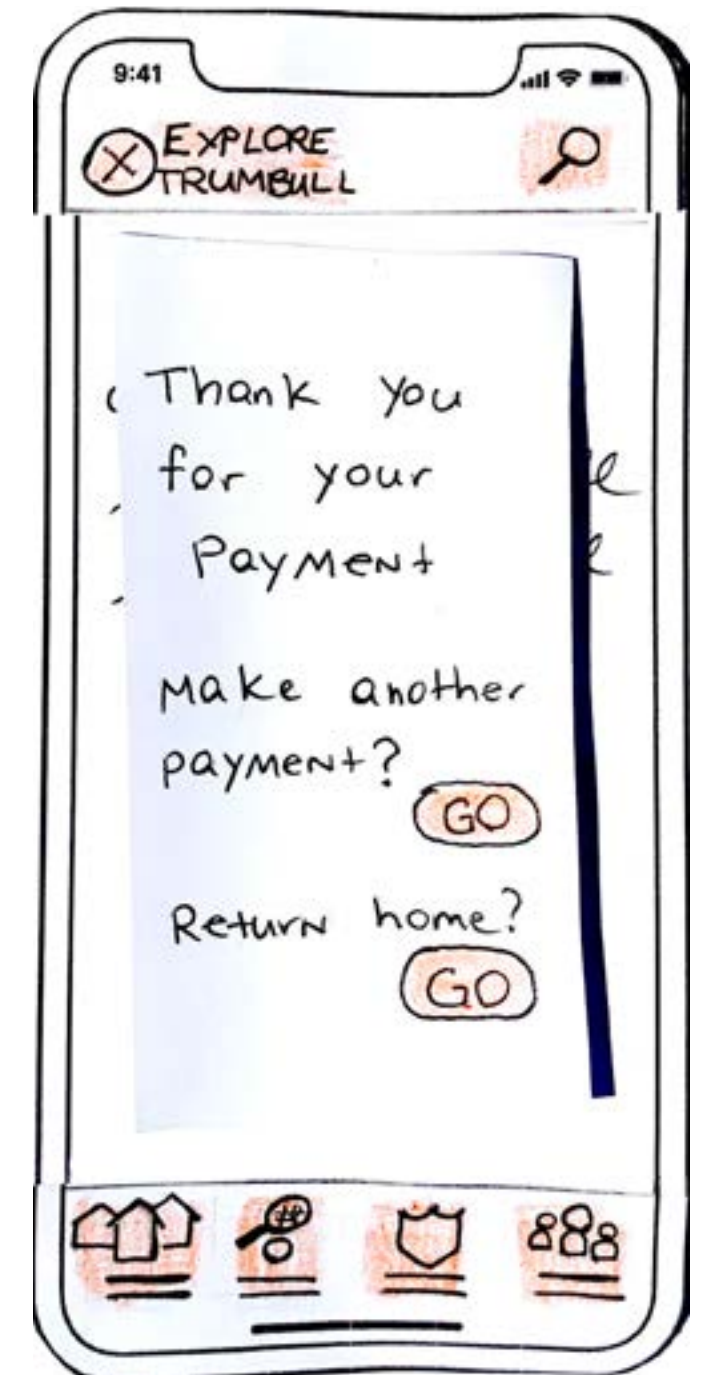 9:41
EXPLORE
TRUMBULL
Thank you
for your
Payment
Make another
payment?
GO
Return home?
GO